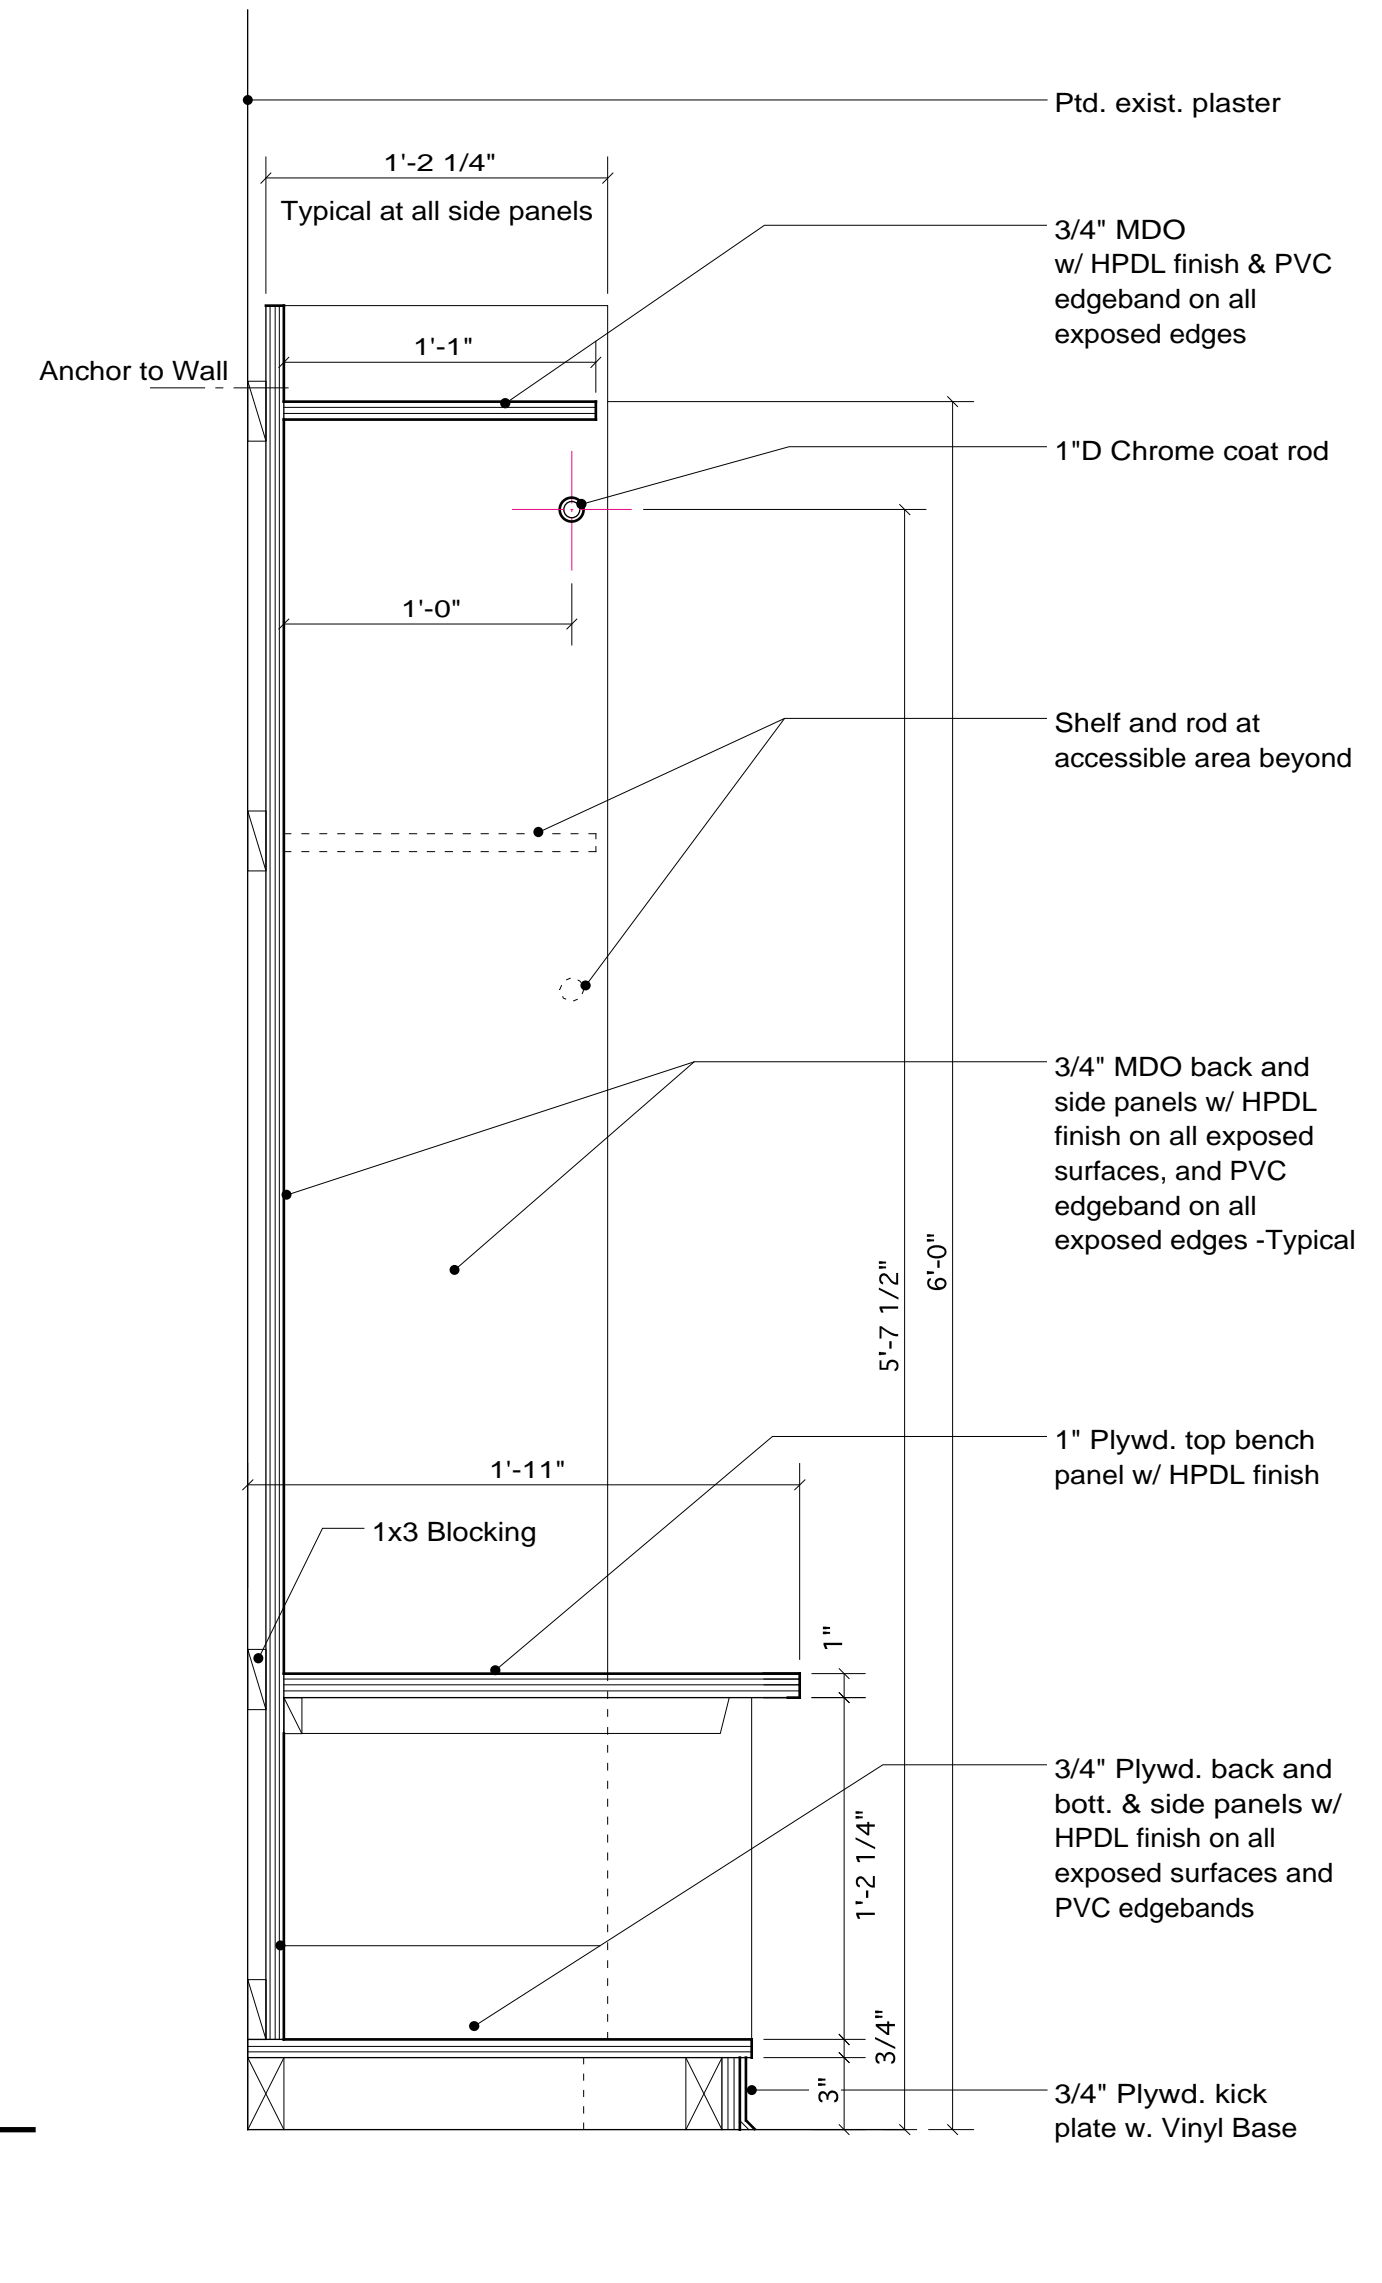 Ptd. exist. plaster
1'-2 1/4"
Typical at all side panels
3/4" MDO
w/ HPDL finish & PVC
edgeband on all
exposed edges
1'-1"
Anchor to Wall
1"D Chrome coat rod
1'-0"
Shelf and rod at
accessible area beyond
3/4" MDO back and
side panels w/ HPDL
finish on all exposed
surfaces, and PVC
edgeband on all
exposed edges -Typical
6'-0"
5'-7 1/2"
1" Plywd. top bench
panel w/ HPDL finish
1'-11"
1x3 Blocking
1"
3/4" Plywd. back and
bott. & side panels w/
HPDL finish on all
exposed surfaces and
PVC edgebands
1'-2 1/4"
3/4"
3"
3/4" Plywd. kick
plate w. Vinyl Base